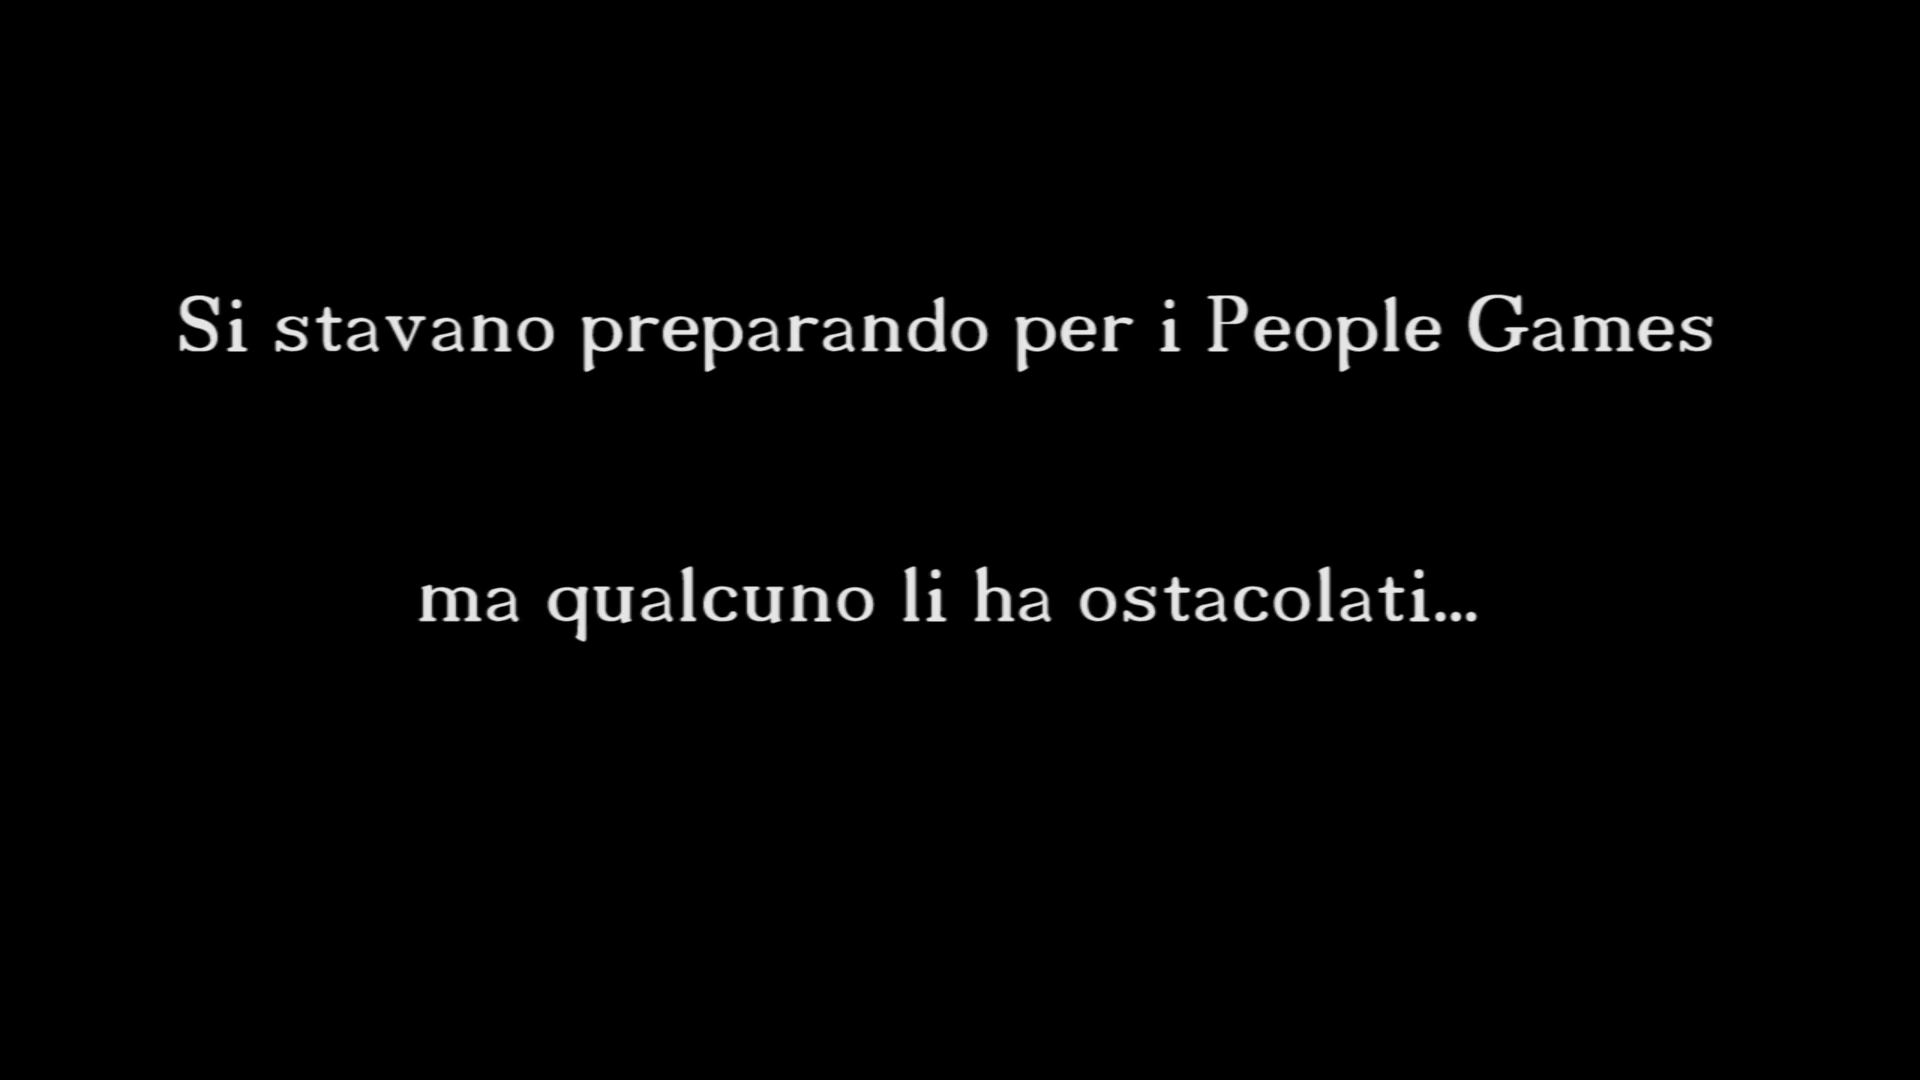 Si stavano preparando per i People Games
ma qualcuno li ha ostacolati...